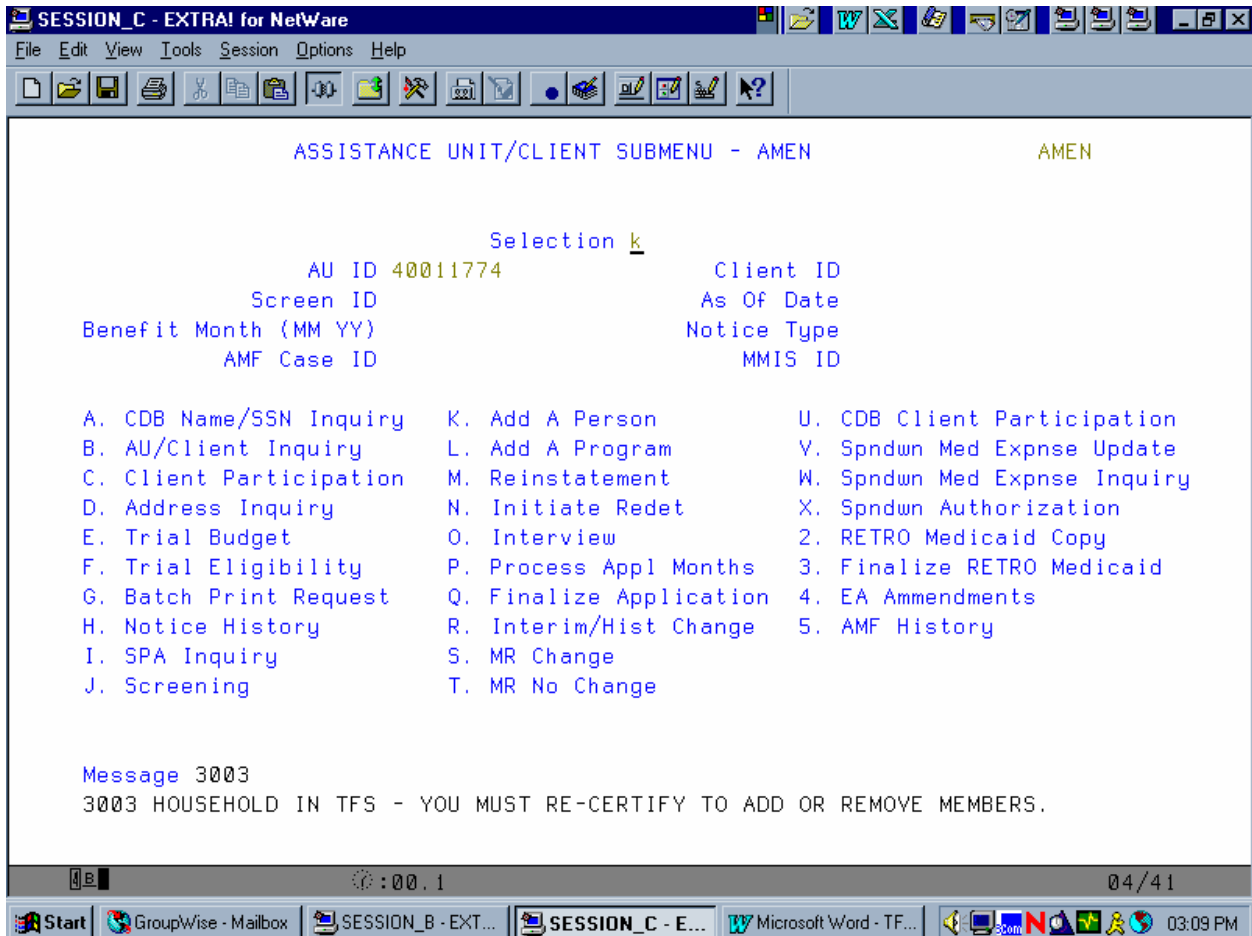 SESSION_C - EXTRA! for NetWare
File Edit View Tools Session Options Help
ASSISTANCE UNIT/CLIENT SUBMENU - AMEN AMEN
Selection k
AU ID 40011774 Client ID
Screen ID As Of Date
Benefit Month (MM YY) Notice Type
AMF Case ID MMIS ID
A. CDB Name/SSN Inquiry K. Add A Person U. CDB Client Participation
B. AU/Client Inquiry L. Add A Program V. Spndwn Med Expnse Update
C. Client Participation M. Reinstatement W. Spndwn Med Expnse Inquiry
D. Address Inquiry N. Initiate Redet X. Spndwn Authorization
E. Trial Budget O. Interview 2. RETRO Medicaid Copy
F. Trial Eligibility P. Process Appl Months 3. Finalize RETRO Medicaid
G. Batch Print Request Q. Finalize Application 4. EA Ammendments
H. Notice History R. Interim/Hist Change 5. AMF History
I. SPA Inquiry S. MR Change
J. Screening T. MR No Change
Message 3003
3003 HOUSEHOLD IN TFS - YOU MUST RE-CERTIFY TO ADD OR REMOVE MEMBERS.
:00.1 04/41
Start GroupWise - Mailbox SESSION_B - EXT... SESSION_C - E... Microsoft Word - TF... 03:09 PM